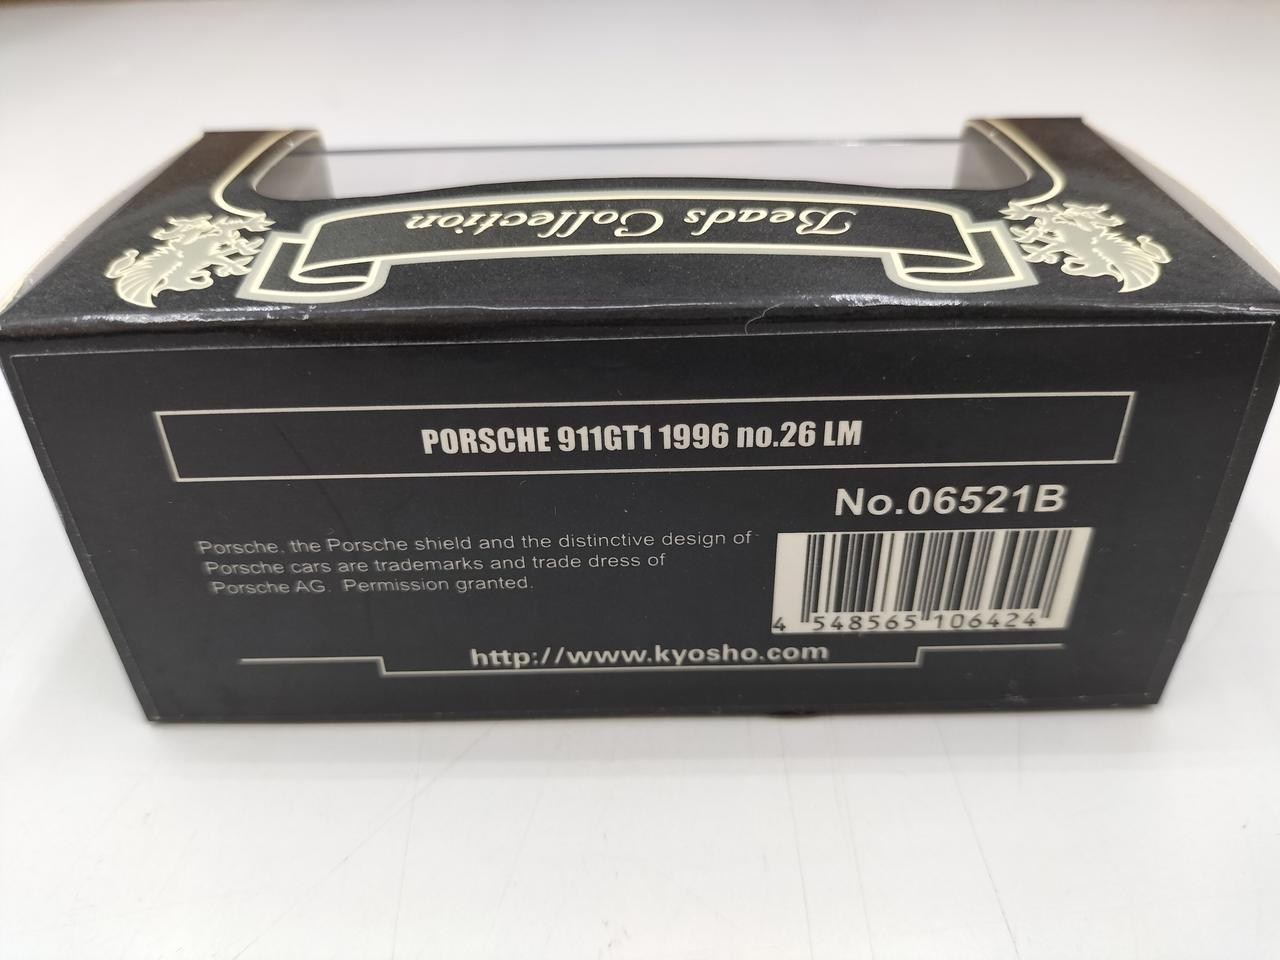 Beads Collection
PORSCHE 911GT1 1996 no.26 LM
No.06521B
Porsche, the Porsche shield and the distinctive design of
Porsche cars are trademarks and trade dress of
Porsche AG. Permission granted.
4 548565 106424
http://www.kyosho.com